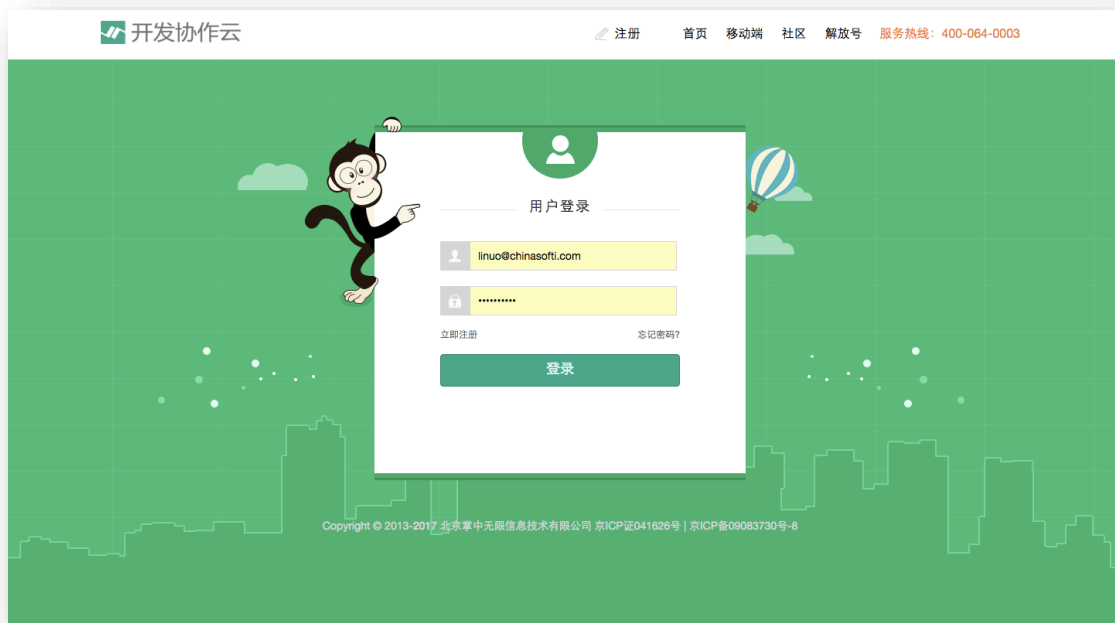 开发协作云
注册 首页 移动端 社区 解放号 服务热线：400-064-0003
用户登录
linuo@chinasofti.com
••••••••••
立即注册 忘记密码?
登录
Copyright © 2013-2017 北京掌中无限信息技术有限公司 京ICP证041626号 | 京ICP备09083730号-8